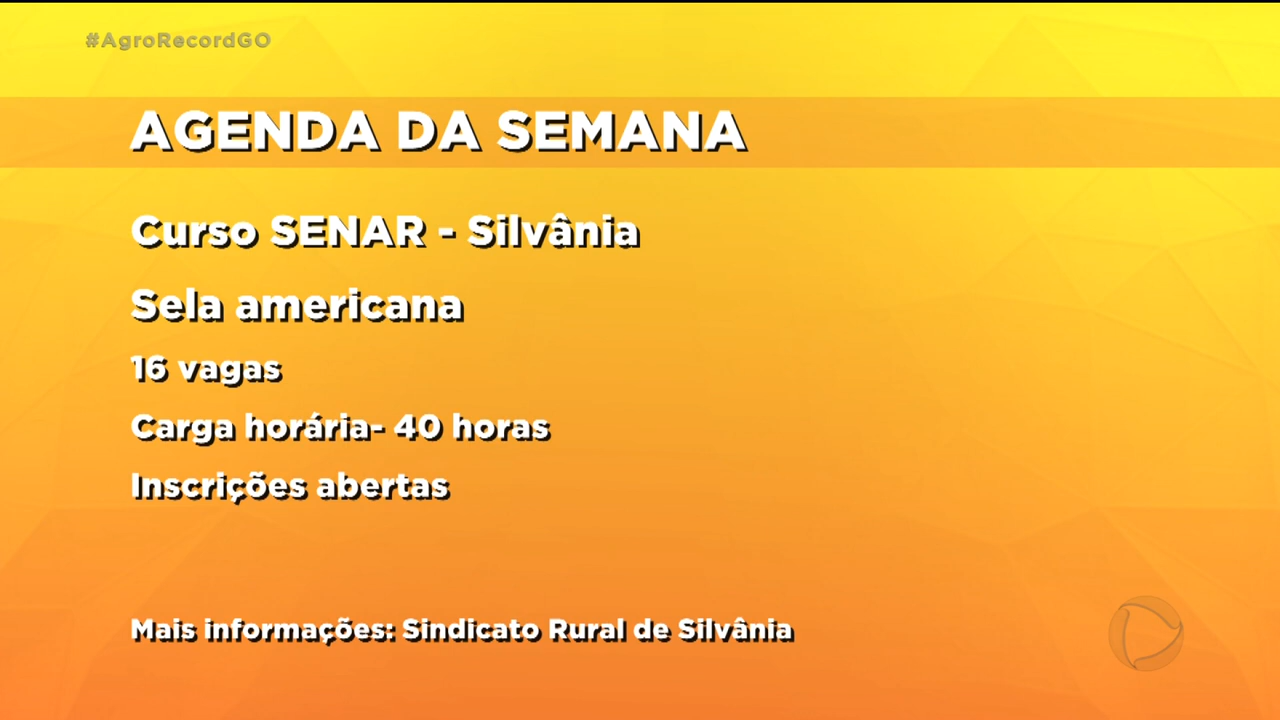 #AgroRecordGO
AGENDA DA SEMANA
Curso SENAR - Silvânia
Sela americana
16 vagas
Carga horária- 40 horas
Inscrições abertas
Mais informações: Sindicato Rural de Silvânia